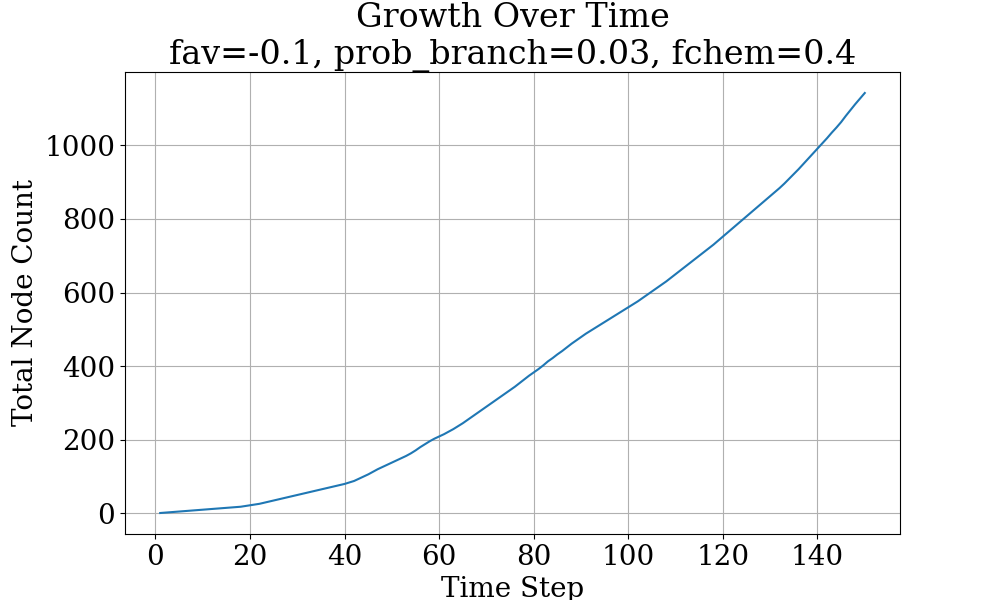 Growth Over Time
fav=-0.1, prob_branch=0.03, fchem=0.4
Total Node Count
1000
800
600
400
200
0
0 20 40 60 80 100 120 140
Time Step